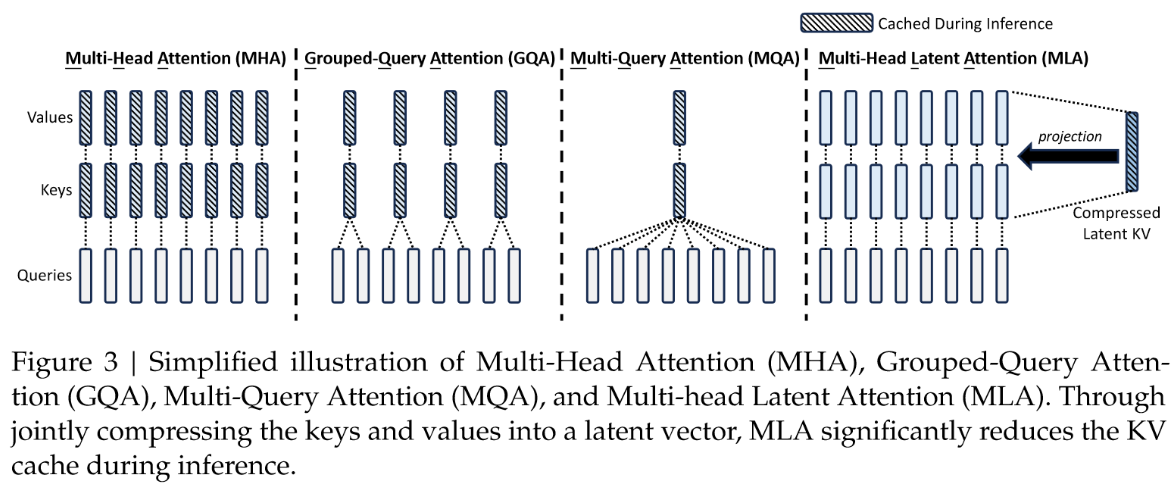 Cached During Inference
Multi-Head Attention (MHA)
Grouped-Query Attention (GQA)
Multi-Query Attention (MQA)
Multi-Head Latent Attention (MLA)
Values
Keys
Queries
projection
Compressed
Latent KV
Figure 3 | Simplified illustration of Multi-Head Attention (MHA), Grouped-Query Atten-
tion (GQA), Multi-Query Attention (MQA), and Multi-head Latent Attention (MLA). Through
jointly compressing the keys and values into a latent vector, MLA significantly reduces the KV
cache during inference.